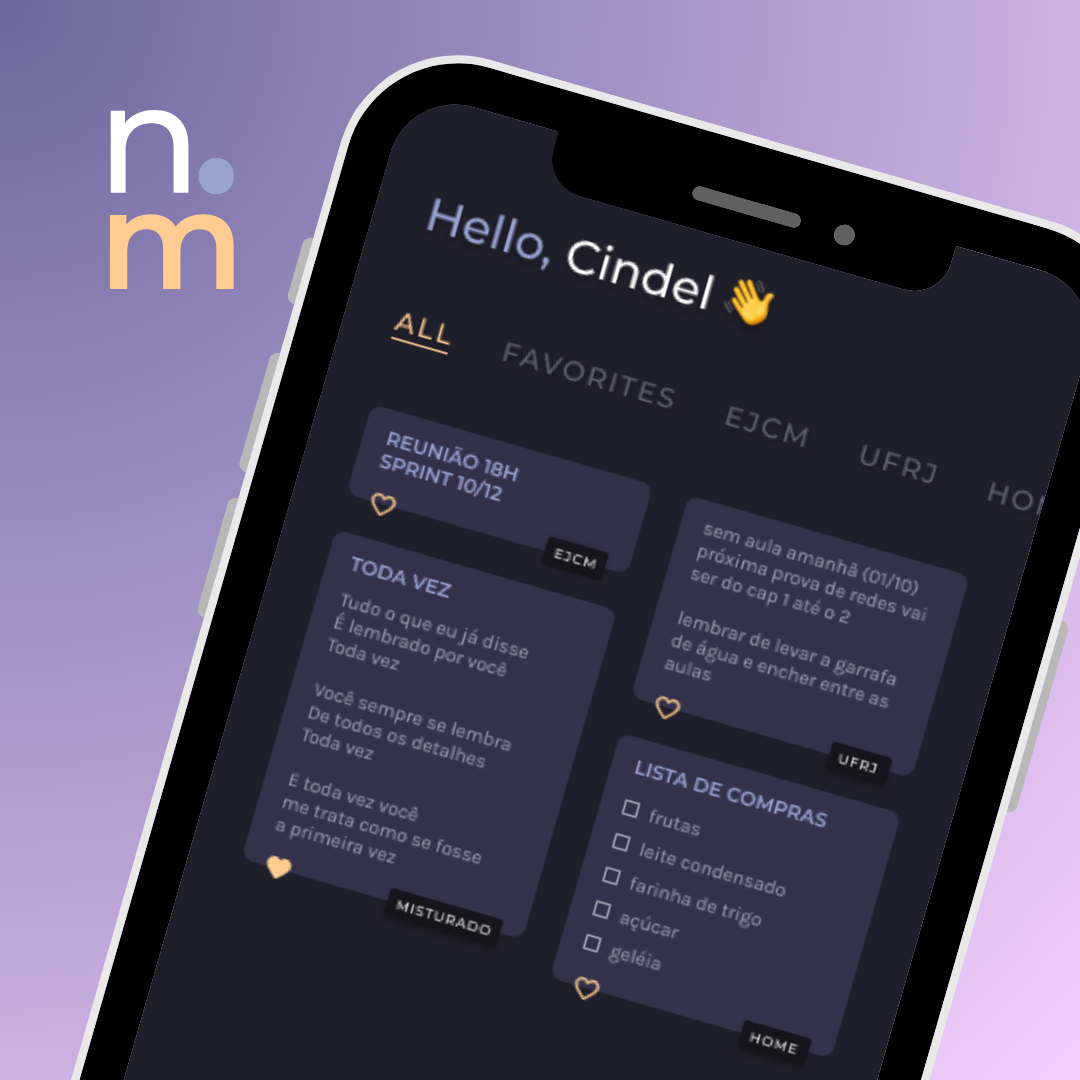 n.
m
Hello, Cindel 👋
ALL
FAVORITES
EJCM
UFRJ
REUNIÃO 18H
SPRINT 10/12
EJCM
TODA VEZ
Tudo o que eu já disse
É lembrado por você
Toda vez
Você sempre se lembra
De todos os detalhes
Toda vez
E toda vez você
me trata como se fosse
a primeira vez
MISTURADO
sem aula amanhã (01/10)
próxima prova de redes vai
ser do cap 1 até o 2
lembrar de levar a garrafa
de água e encher entre as
aulas
UFRJ
LISTA DE COMPRAS
frutas
leite condensado
farinha de trigo
açúcar
geléia
HOME